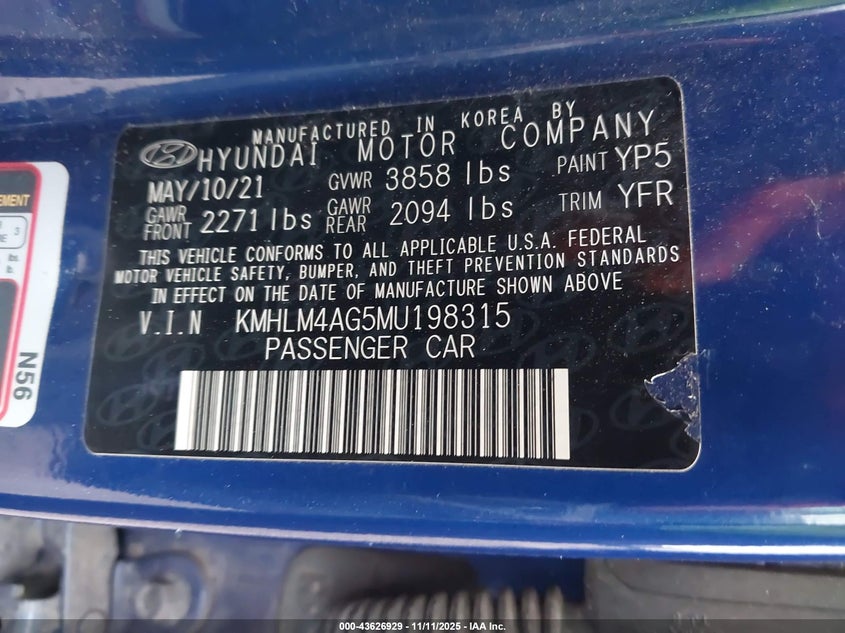 MANUFACTURED IN KOREA BY
HYUNDAI MOTOR COMPANY
MAY/10/21 GVWR 3858 lbs PAINT YP5
GAWR FRONT 2271 lbs GAWR REAR 2094 lbs TRIM YFR
THIS VEHICLE CONFORMS TO ALL APPLICABLE U.S.A. FEDERAL
MOTOR VEHICLE SAFETY, BUMPER, AND THEFT PREVENTION STANDARDS
IN EFFECT ON THE DATE OF MANUFACTURE SHOWN ABOVE
V.I.N KMHLM4AG5MU198315
PASSENGER CAR
3
lbs.
N56
000-43626929 - 11/11/2025 - IAA Inc.